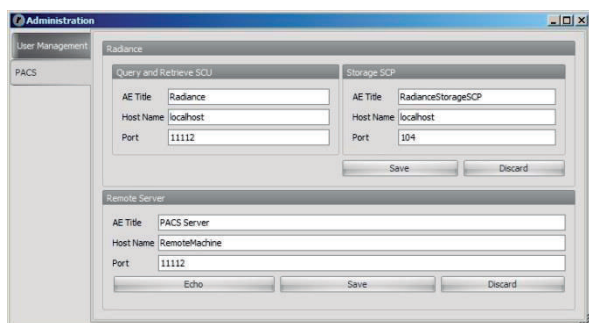 Administration
User Management
PACS
Radiance
Query and Retrieve SCU
AE Title Radiance
Host Name localhost
Port 11112
Storage SCP
AE Title RadianceStorageSCP
Host Name localhost
Port 104
Save Discard
Remote Server
AE Title PACS Server
Host Name RemoteMachine
Port 11112
Echo Save Discard